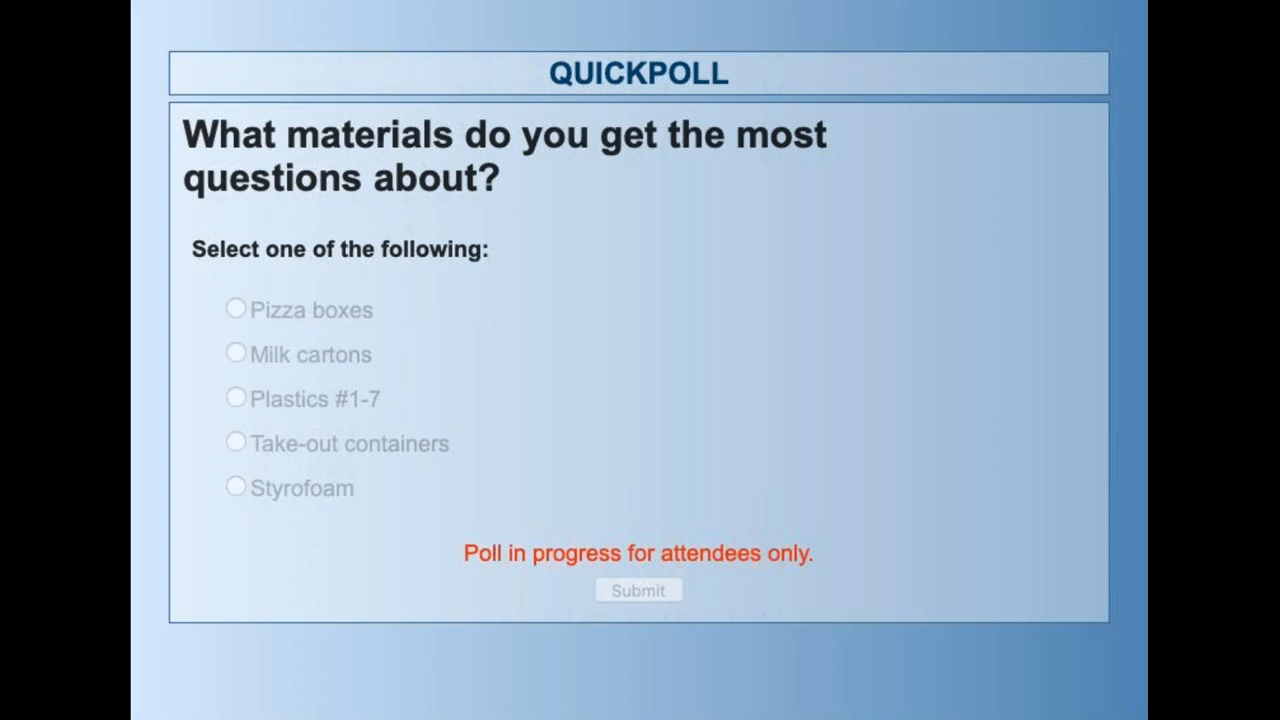 QUICKPOLL
What materials do you get the most
questions about?
Select one of the following:
Pizza boxes
Milk cartons
Plastics #1-7
Take-out containers
Styrofoam
Poll in progress for attendees only.
Submit